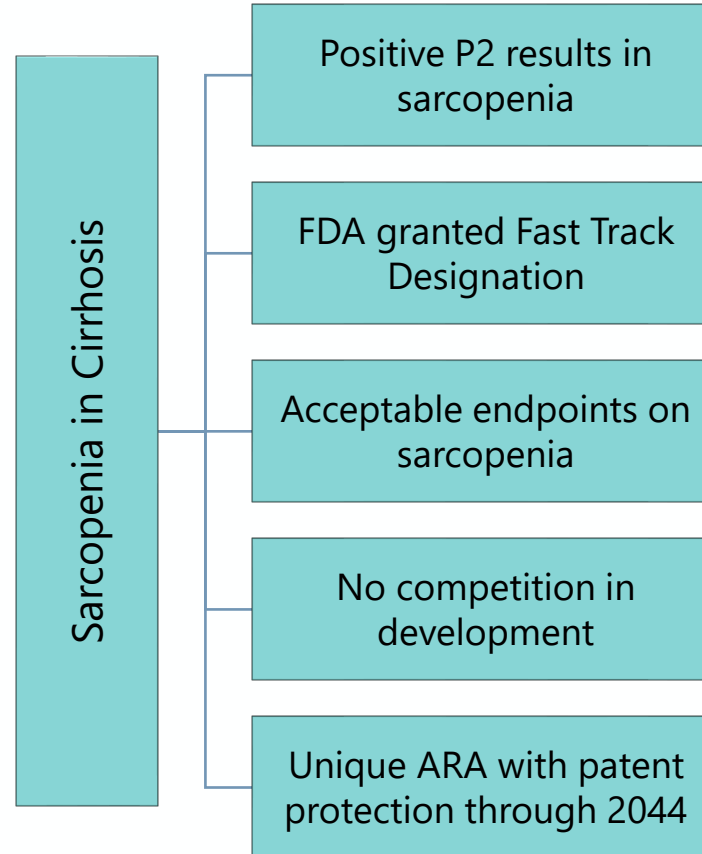 Sarcopenia in Cirrhosis
Positive P2 results in
sarcopenia
FDA granted Fast Track
Designation
Acceptable endpoints on
sarcopenia
No competition in
development
Unique ARA with patent
protection through 2044